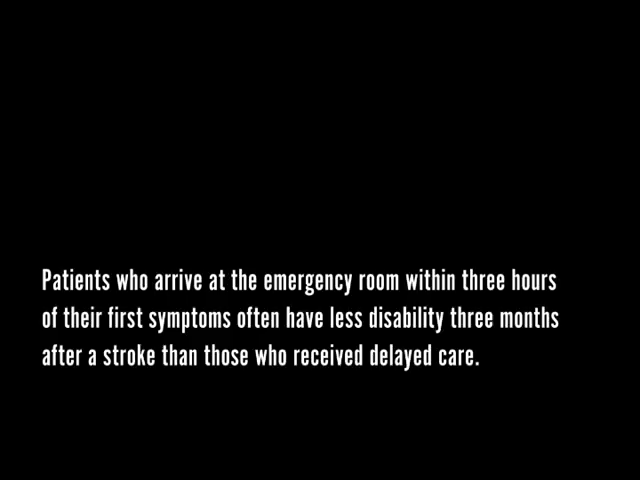 Patients who arrive at the emergency room within three hours
of their first symptoms often have less disability three months
after a stroke than those who received delayed care.